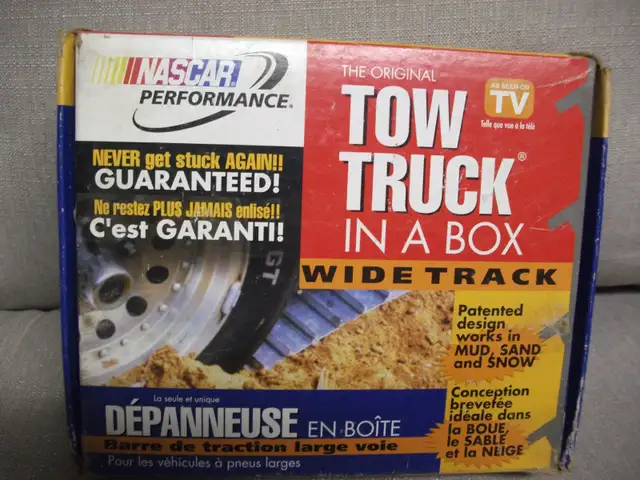 NASCAR
PERFORMANCE®
NEVER get stuck AGAIN!!
GUARANTEED!
Ne restez PLUS JAMAIS enlisé!!
C'est GARANTI!
THE ORIGINAL
TOW
TRUCK®
IN A BOX
WIDE TRACK
AS SEEN ON
TV
Telle que vue à la télé
GT
Patented
design
works in
MUD, SAND
and SNOW
Conception
brevetée
idéale dans
la BOUE,
le SABLE
et la NEIGE
La seule et unique
DÉPANNEUSE EN BOÎTE
Barre de traction large voie
Pour les véhicules à pneus larges